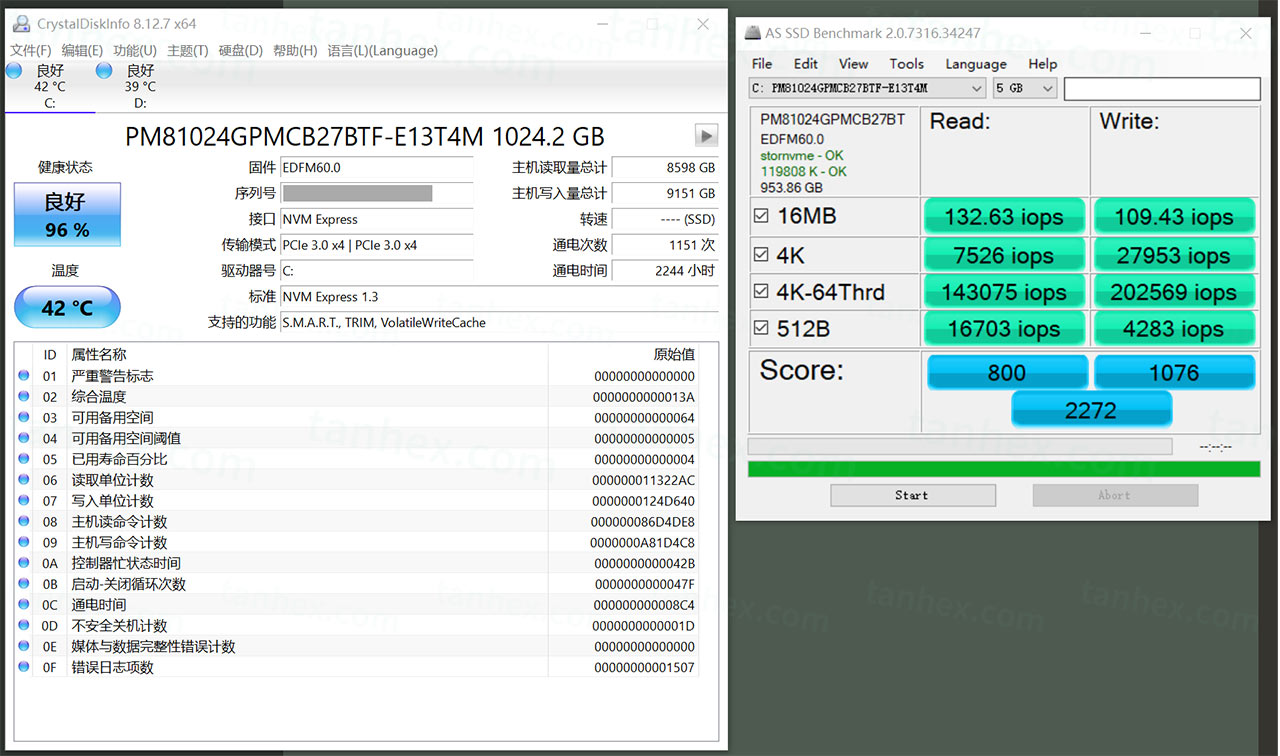 CrystalDiskInfo 8.12.7 x64
文件(F) 编辑(E) 功能(U) 主题(T) 硬盘(D) 帮助(H) 语言(L)(Language)
良好 良好
42 °C 39 °C
C: D:
PM81024GPMCB27BTF-E13T4M 1024.2 GB
健康状态
良好
96 %
温度
42 °C
固件 EDFM60.0
序列号
接口 NVM Express
传输模式 PCIe 3.0 x4 | PCIe 3.0 x4
驱动器号 C:
标准 NVM Express 1.3
支持的功能 S.M.A.R.T., TRIM, VolatileWriteCache
主机读取量总计 8598 GB
主机写入量总计 9151 GB
转速 ---- (SSD)
通电次数 1151 次
通电时间 2244 小时
ID 属性名称 原始值
01 严重警告标志 00000000000000
02 综合温度 0000000000013A
03 可用备用空间 00000000000064
04 可用备用空间阈值 00000000000005
05 已用寿命百分比 00000000000004
06 读取单位计数 000000011322AC
07 写入单位计数 0000000124D640
08 主机读命令计数 000000086D4DE8
09 主机写命令计数 0000000A81D4C8
0A 控制器忙状态时间 0000000000042B
0B 启动-关闭循环次数 0000000000047F
0C 通电时间 000000000008C4
0D 不安全关机计数 0000000000001D
0E 媒体与数据完整性错误计数 00000000000000
0F 错误日志项数 00000000001507
AS SSD Benchmark 2.0.7316.34247
File Edit View Tools Language Help
C: PM81024GPMCB27BTF-E13T4M 5 GB
PM81024GPMCB27BT
EDFM60.0
stornvme - OK
119808 K - OK
953.86 GB
Read: Write:
16MB 132.63 iops 109.43 iops
4K 7526 iops 27953 iops
4K-64Thrd 143075 iops 202569 iops
512B 16703 iops 4283 iops
Score: 800 1076
2272
--:--:--
Start Abort
tanhex.com